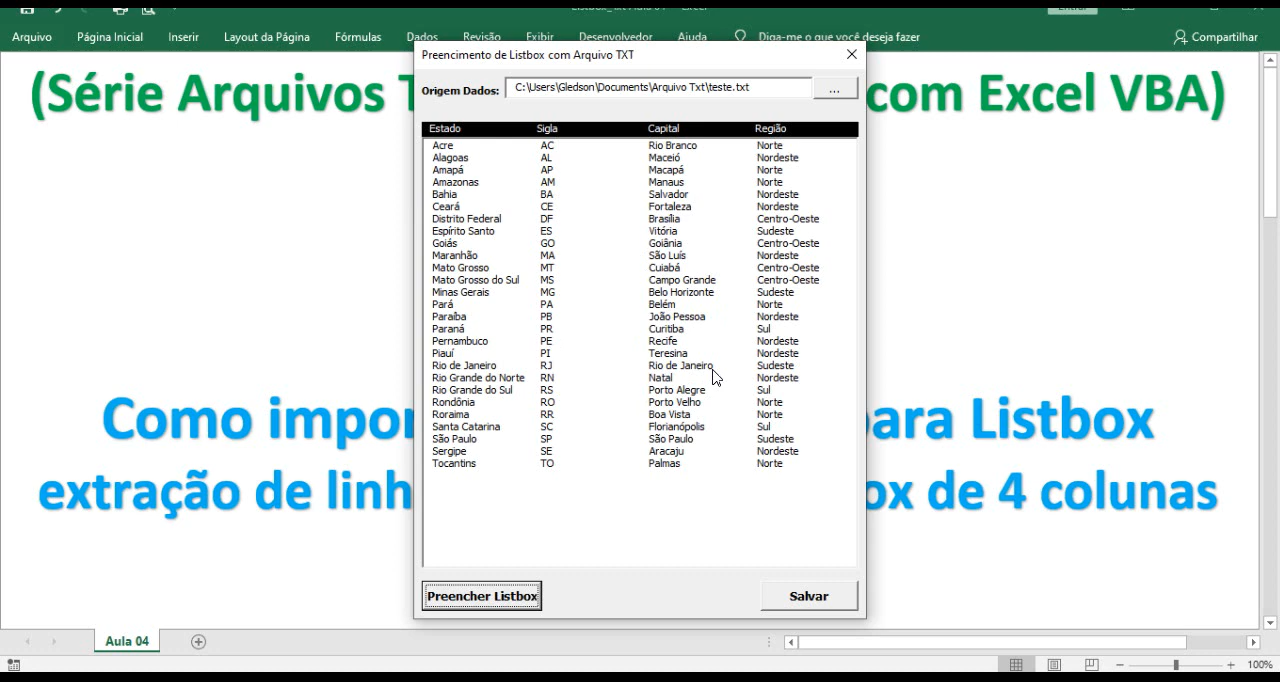 Arquivo Página Inicial Inserir Layout da Página Fórmulas Dados Revisão Exibir Desenvolvedor Ajuda Diga-me o que você deseja fazer Compartilhar
Preencimento de Listbox com Arquivo TXT
(Série Arquivos T com Excel VBA)
Origem Dados: C:\Users\Gledson\Documents\Arquivo Txt\teste.txt ...
Estado Sigla Capital Região
Acre AC Rio Branco Norte
Alagoas AL Maceió Nordeste
Amapá AP Macapá Norte
Amazonas AM Manaus Norte
Bahia BA Salvador Nordeste
Ceará CE Fortaleza Nordeste
Distrito Federal DF Brasília Centro-Oeste
Espírito Santo ES Vitória Sudeste
Goiás GO Goiânia Centro-Oeste
Maranhão MA São Luís Nordeste
Mato Grosso MT Cuiabá Centro-Oeste
Mato Grosso do Sul MS Campo Grande Centro-Oeste
Minas Gerais MG Belo Horizonte Sudeste
Pará PA Belém Norte
Paraíba PB João Pessoa Nordeste
Paraná PR Curitiba Sul
Pernambuco PE Recife Nordeste
Piauí PI Teresina Nordeste
Rio de Janeiro RJ Rio de Janeiro Sudeste
Rio Grande do Norte RN Natal Nordeste
Rio Grande do Sul RS Porto Alegre Sul
Rondônia RO Porto Velho Norte
Roraima RR Boa Vista Norte
Santa Catarina SC Florianópolis Sul
São Paulo SP São Paulo Sudeste
Sergipe SE Aracaju Nordeste
Tocantins TO Palmas Norte
Como impor para Listbox
extração de linh ox de 4 colunas
Preencher Listbox Salvar
Aula 04
100%